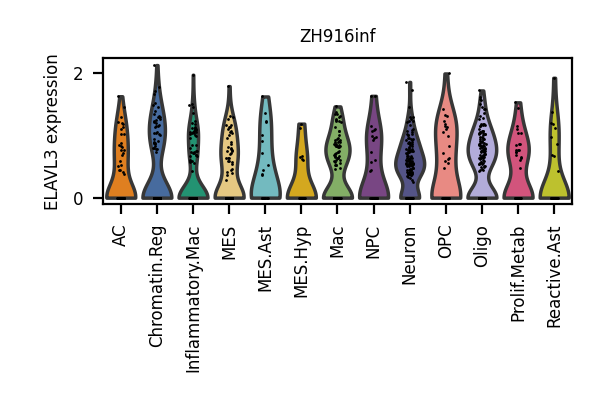 ZH916inf
ELAVL3 expression
2
0
AC
Chromatin.Reg
Inflammatory.Mac
MES
MES.Ast
MES.Hyp
Mac
NPC
Neuron
OPC
Oligo
Prolif.Metab
Reactive.Ast